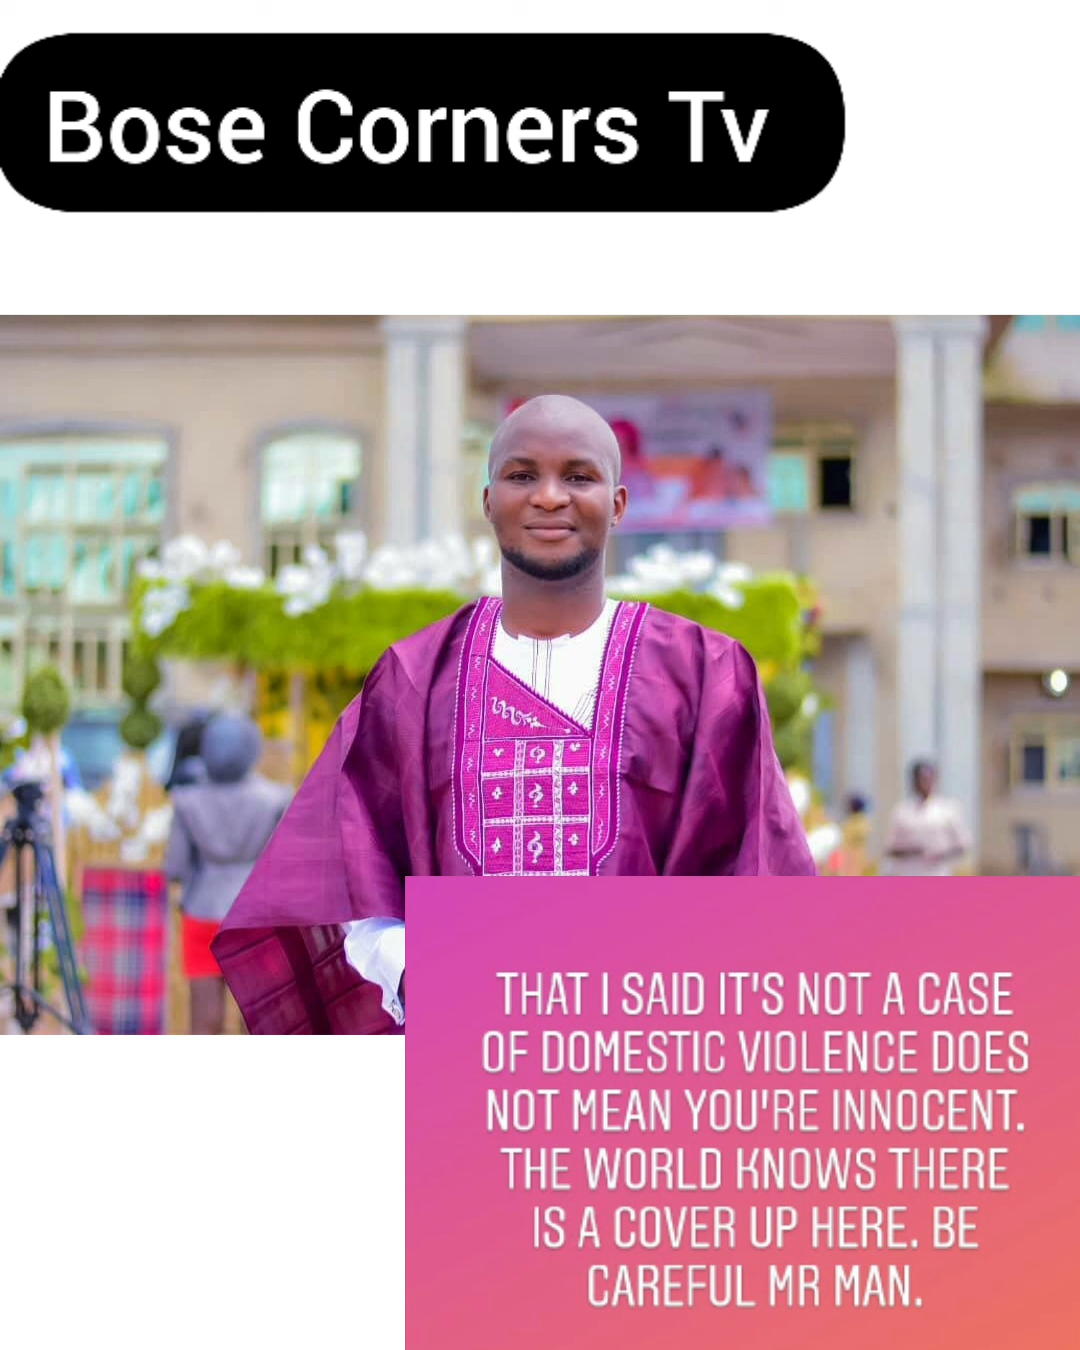 Bose Corners Tv
THAT I SAID IT'S NOT A CASE
OF DOMESTIC VIOLENCE DOES
NOT MEAN YOU'RE INNOCENT.
THE WORLD KNOWS THERE
IS A COVER UP HERE. BE
CAREFUL MR MAN.